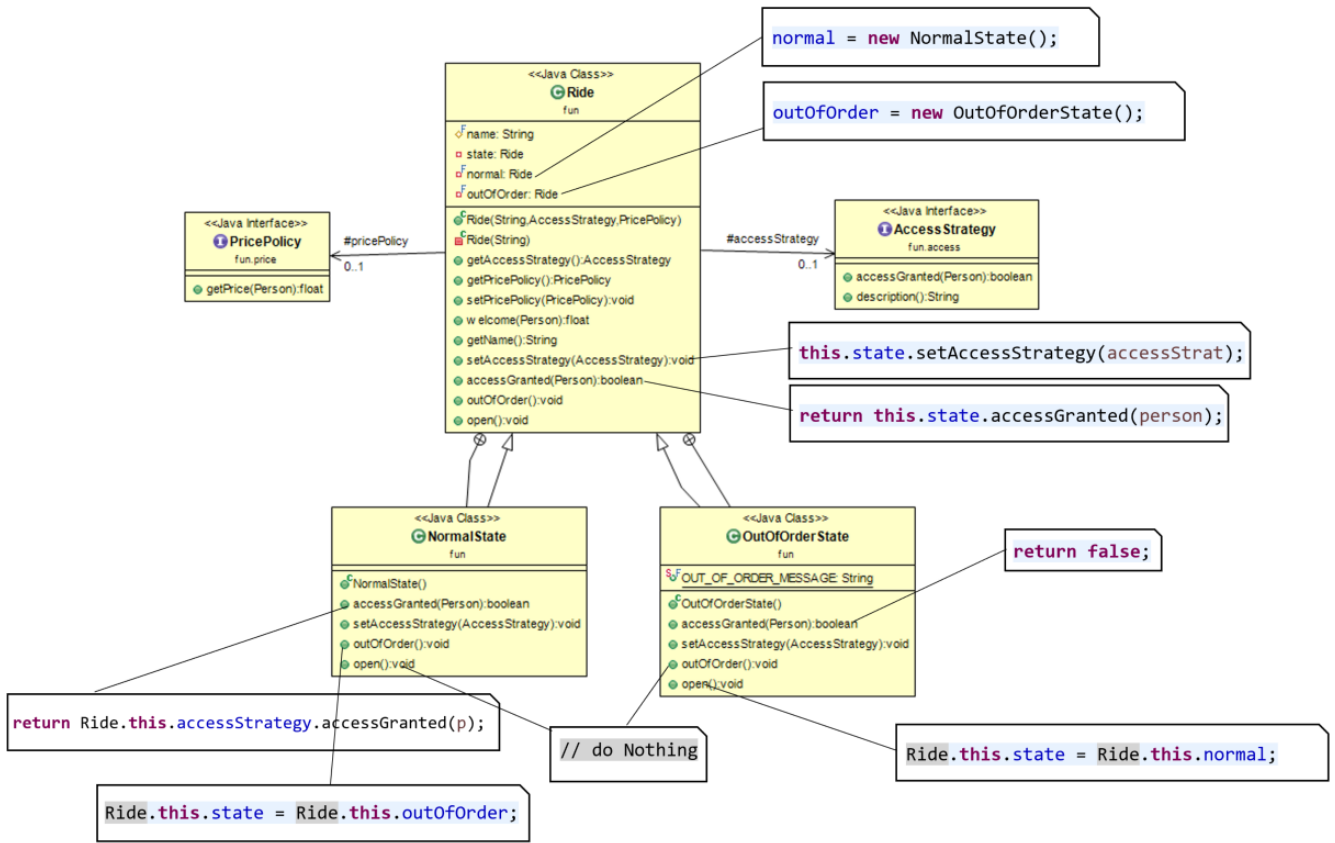 normal = new NormalState();
outOfOrder = new OutOfOrderState();
<<Java Class>>
Ride
fun
name: String
state: Ride
normal: Ride
outOfOrder: Ride
Ride(String,AccessStrategy,PricePolicy)
Ride(String)
getAccessStrategy():AccessStrategy
getPricePolicy():PricePolicy
setPricePolicy(PricePolicy):void
welcome(Person):float
getName():String
setAccessStrategy(AccessStrategy):void
accessGranted(Person):boolean
outOfOrder():void
open():void
<<Java Interface>>
PricePolicy
fun.price
getPrice(Person):float
#pricePolicy
0..1
#accessStrategy
0..1
<<Java Interface>>
AccessStrategy
fun.access
accessGranted(Person):boolean
description():String
this.state.setAccessStrategy(accessStrat);
return this.state.accessGranted(person);
<<Java Class>>
NormalState
fun
NormalState()
accessGranted(Person):boolean
setAccessStrategy(AccessStrategy):void
outOfOrder():void
open():void
<<Java Class>>
OutOfOrderState
fun
OUT_OF_ORDER_MESSAGE: String
OutOfOrderState()
accessGranted(Person):boolean
setAccessStrategy(AccessStrategy):void
outOfOrder():void
open():void
return false;
return Ride.this.accessStrategy.accessGranted(p);
// do Nothing
Ride.this.state = Ride.this.normal;
Ride.this.state = Ride.this.outOfOrder;